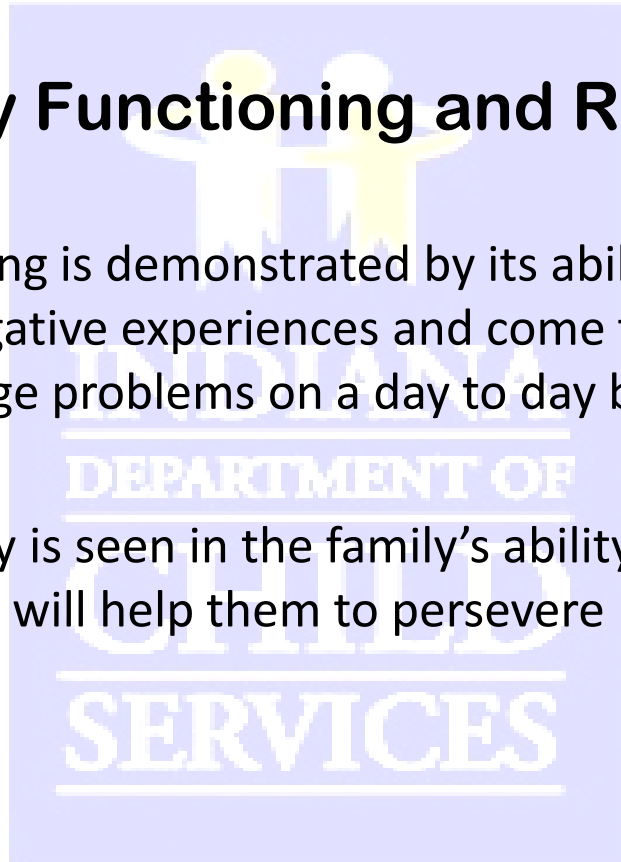 y Functioning and R
ng is demonstrated by its abil
gative experiences and come t
ge problems on a day to day b
y is seen in the family’s ability
will help them to persevere
INDIANA
DEPARTMENT OF
CHILD
SERVICES